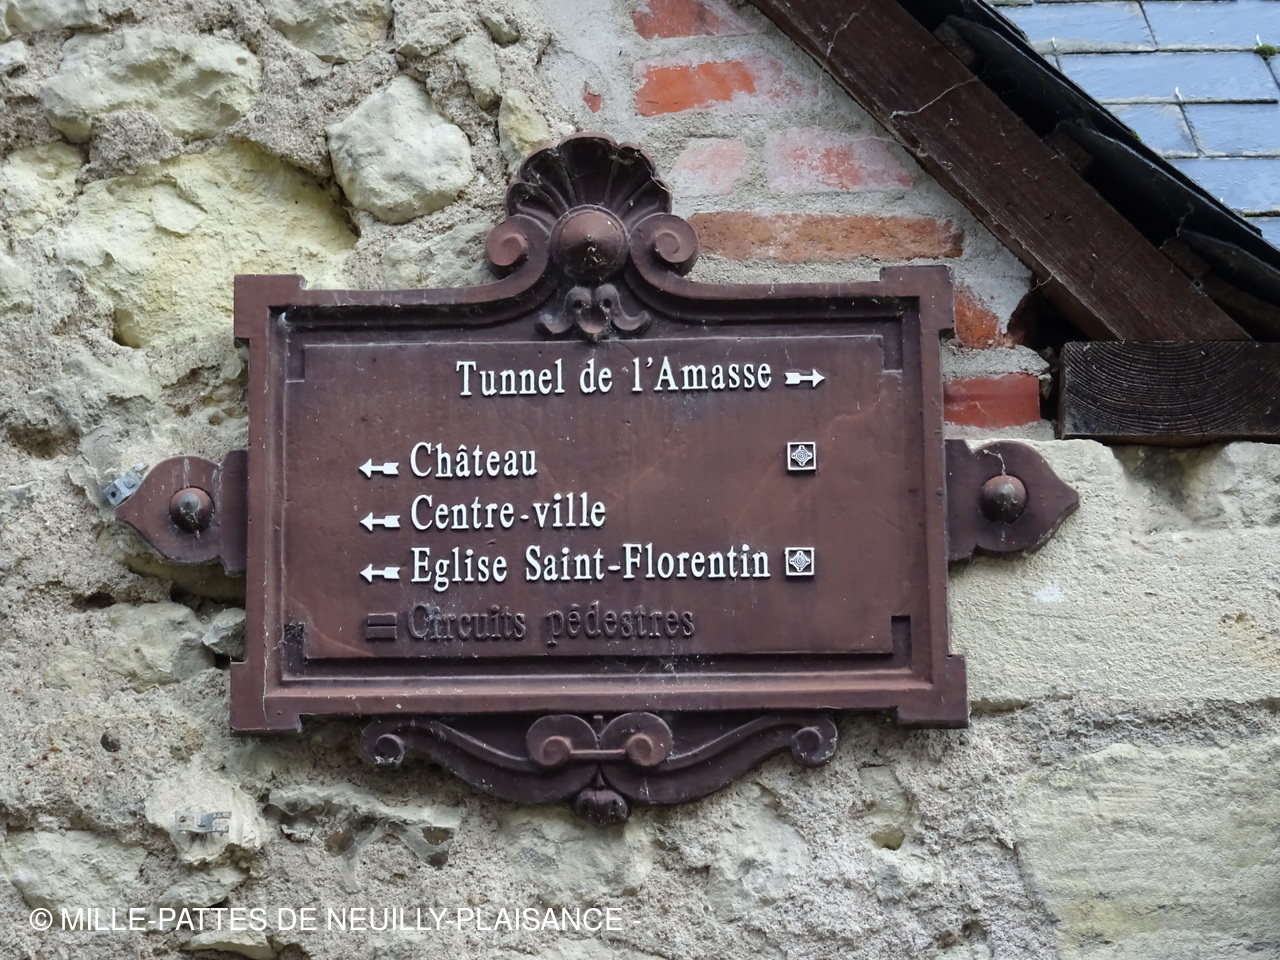 Tunnel de l'Amasse →
← Château
← Centre-ville
← Eglise Saint-Florentin
Circuits pédestres
© MILLE-PATTES DE NEUILLY-PLAISANCE -